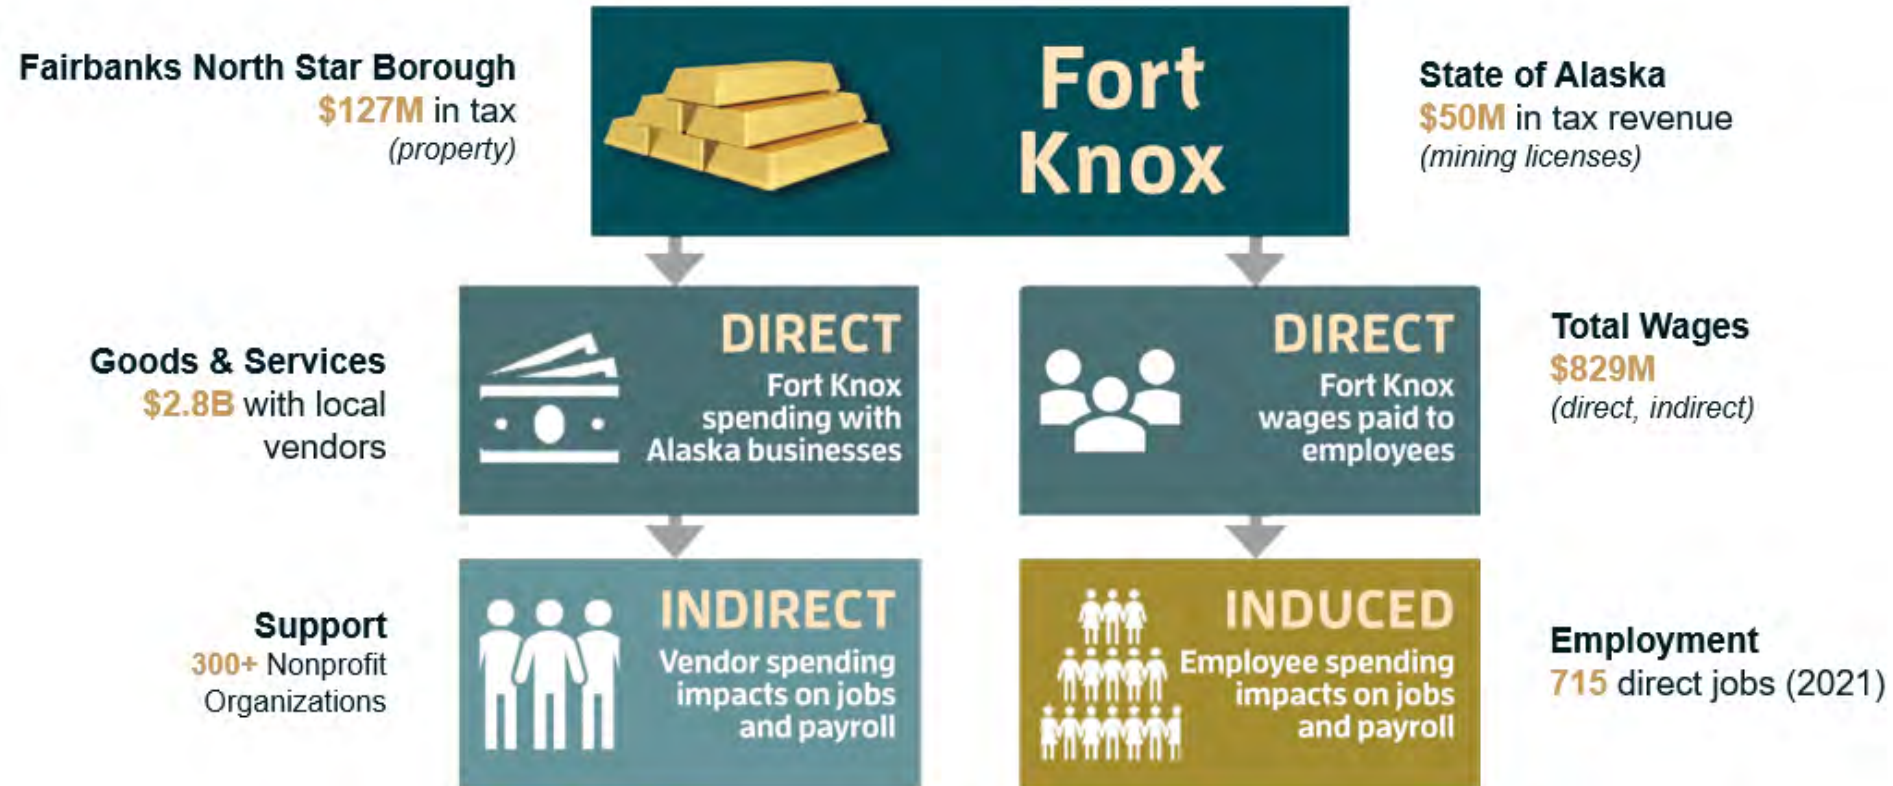 Fairbanks North Star Borough
$127M in tax
(property)
Fort
Knox
State of Alaska
$50M in tax revenue
(mining licenses)
Goods & Services
$2.8B with local
vendors
DIRECT
Fort Knox
spending with
Alaska businesses
DIRECT
Fort Knox
wages paid to
employees
Total Wages
$829M
(direct, indirect)
Support
300+ Nonprofit
Organizations
INDIRECT
Vendor spending
impacts on jobs
and payroll
INDUCED
Employee spending
impacts on jobs
and payroll
Employment
715 direct jobs (2021)